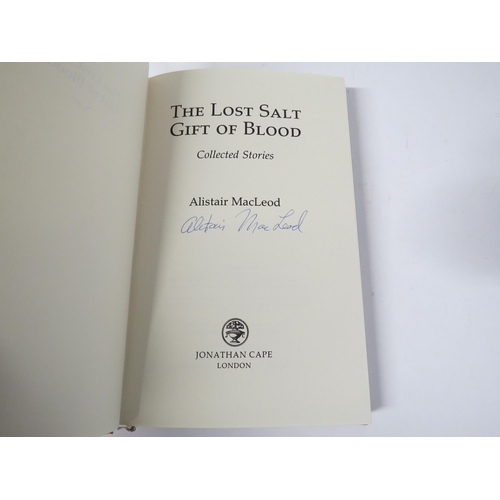 THE LOST SALT
GIFT OF BLOOD
Collected Stories
Alistair MacLeod
Alistair MacLeod
JONATHAN CAPE
LONDON